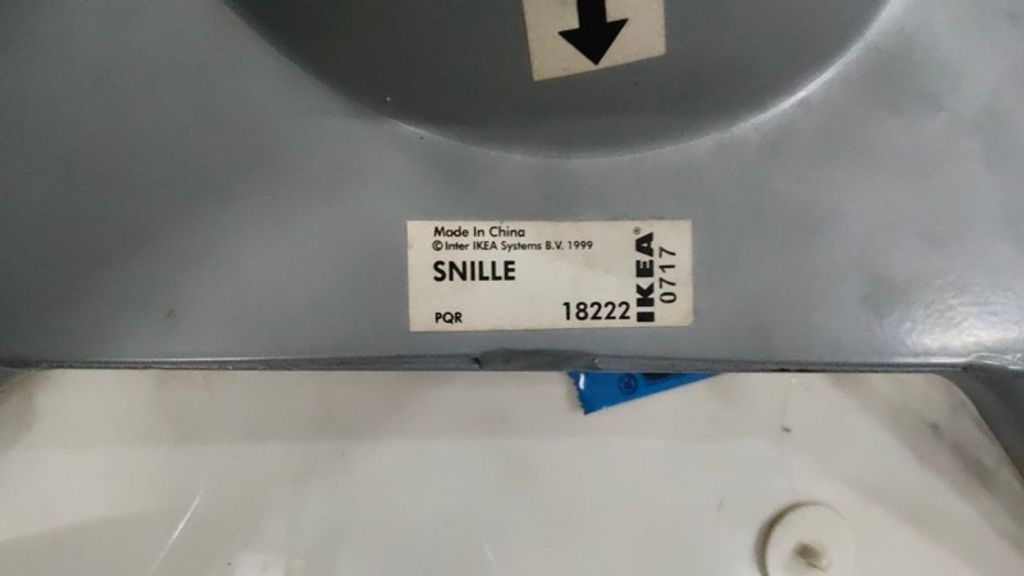 Made In China
© Inter IKEA Systems B.V. 1999
SNILLE
PQR
18222
IKEA®
0717